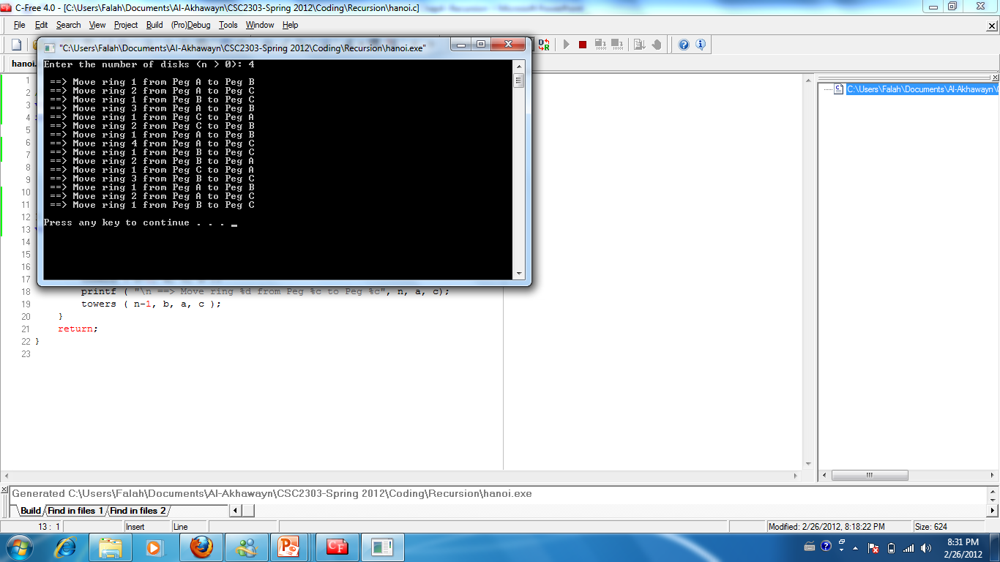 C-Free 4.0 - [C:\Users\Falah\Documents\Al-Akhawayn\CSC2303-Spring 2012\Coding\Recursion\hanoi.c]
File Edit Search View Project Build (Pro)Debug Tools Window Help
"C:\Users\Falah\Documents\Al-Akhawayn\CSC2303-Spring 2012\Coding\Recursion\hanoi.exe"
hanoi.
Enter the number of disks (n > 0): 4
==> Move ring 1 from Peg A to Peg B
==> Move ring 2 from Peg A to Peg C
==> Move ring 1 from Peg B to Peg C
==> Move ring 3 from Peg A to Peg B
==> Move ring 1 from Peg C to Peg A
==> Move ring 2 from Peg C to Peg B
==> Move ring 1 from Peg A to Peg B
==> Move ring 4 from Peg A to Peg C
==> Move ring 1 from Peg B to Peg C
==> Move ring 2 from Peg B to Peg A
==> Move ring 1 from Peg C to Peg A
==> Move ring 3 from Peg B to Peg C
==> Move ring 1 from Peg A to Peg B
==> Move ring 2 from Peg A to Peg C
==> Move ring 1 from Peg B to Peg C
Press any key to continue . . . _
C:\Users\Falah\Documents\Al-Akhawayn\
1
2
3
4
6
7
8
9
10
11
12
13
14
15
16
17
18 printf ( "\n ==> Move ring %d from Peg %c to Peg %c", n, a, c);
19 towers ( n-1, b, a, c );
20 }
21 return;
22 }
23
Generated C:\Users\Falah\Documents\Al-Akhawayn\CSC2303-Spring 2012\Coding\Recursion\hanoi.exe
Build Find in files 1 Find in files 2
13 : 1 Insert Line Modified: 2/26/2012, 8:18:22 PM Size: 624
8:31 PM
2/26/2012